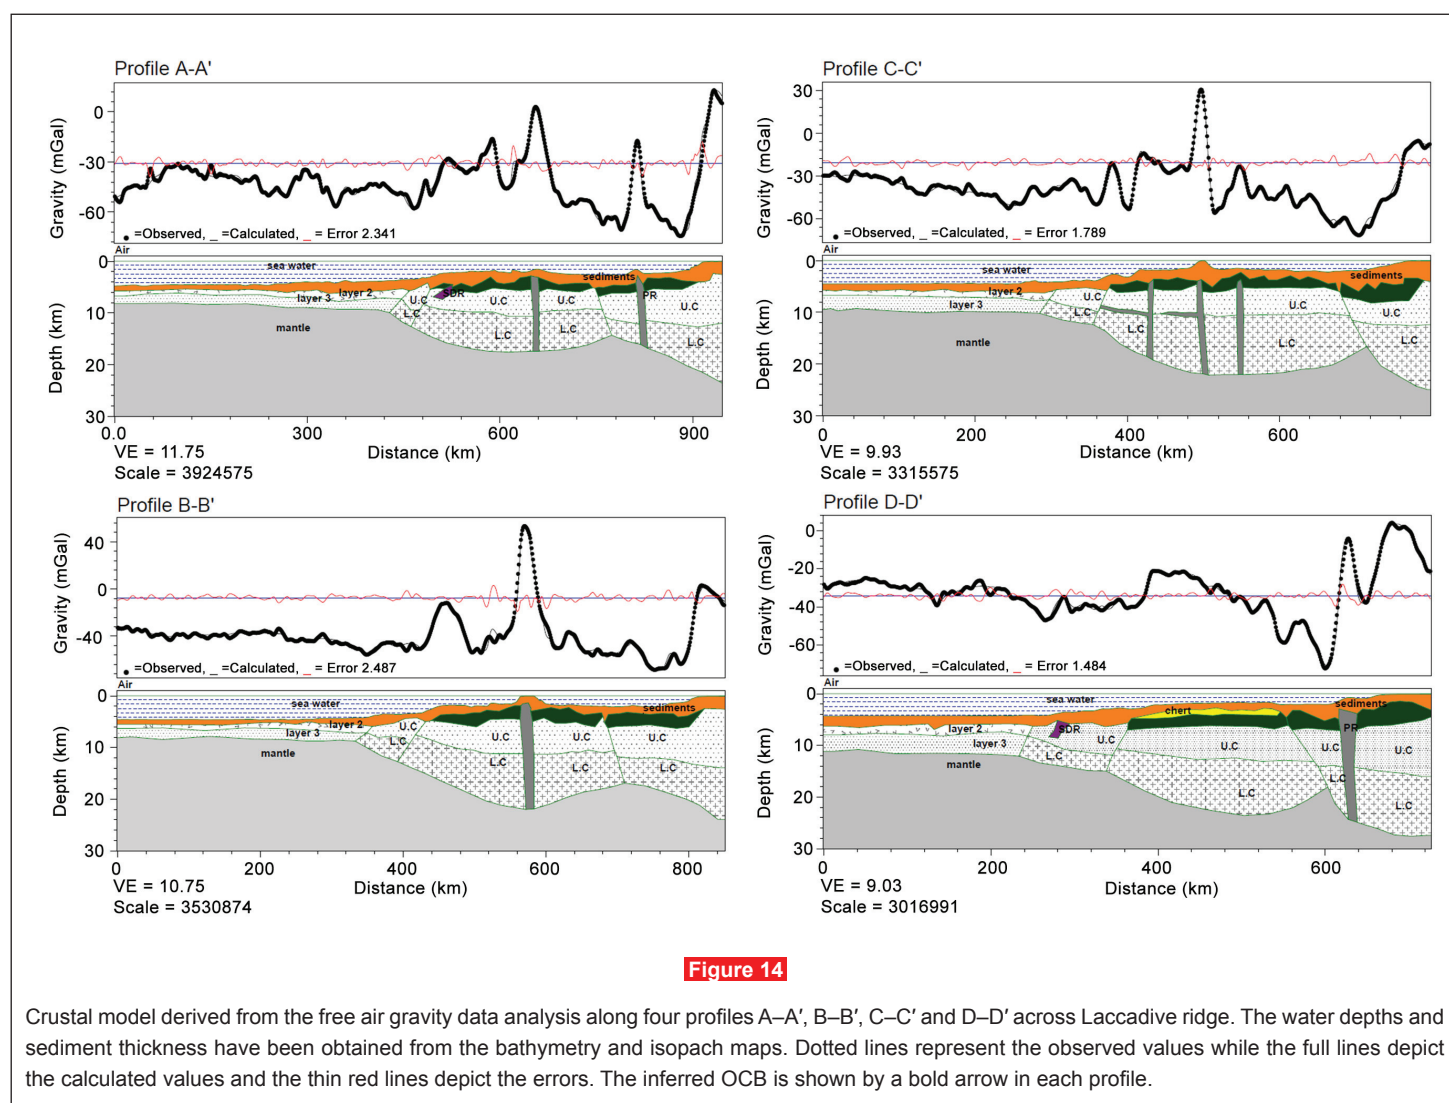 Profile A-A'
0
-30
-60
Gravity (mGal)
=Observed, _ =Calculated, _ = Error 2.341
Air
0
10
20
30
Depth (km)
sea water
sediments
layer 2
layer 3
SDR
U.C
L.C
U.C
L.C
U.C
L.C
PR
U.C
L.C
mantle
0.0 300 600 900
VE = 11.75
Distance (km)
Scale = 3924575
Profile C-C'
30
0
-30
-60
Gravity (mGal)
=Observed, _ =Calculated, _ = Error 1.789
Air
0
10
20
30
Depth (km)
sea water
sediments
layer 2
layer 3
U.C
L.C
L.C
U.C
L.C
U.C
L.C
mantle
0 200 400 600
VE = 9.93
Distance (km)
Scale = 3315575
Profile B-B'
40
0
-40
Gravity (mGal)
=Observed, _ =Calculated, _ = Error 2.487
Air
0
10
20
30
Depth (km)
sea water
sediments
layer 2
layer 3
U.C
L.C
U.C
L.C
U.C
L.C
U.C
L.C
mantle
0 200 400 600 800
VE = 10.75
Distance (km)
Scale = 3530874
Profile D-D'
0
-20
-40
-60
Gravity (mGal)
=Observed, _ =Calculated, _ = Error 1.484
Air
0
10
20
30
Depth (km)
sea water
sediments
chert
layer 2
layer 3
SDR
PR
U.C
L.C
U.C
L.C
U.C
L.C
U.C
L.C
mantle
0 200 400 600
VE = 9.03
Distance (km)
Scale = 3016991
Figure 14
Crustal model derived from the free air gravity data analysis along four profiles A–A′, B–B′, C–C′ and D–D′ across Laccadive ridge. The water depths and
sediment thickness have been obtained from the bathymetry and isopach maps. Dotted lines represent the observed values while the full lines depict
the calculated values and the thin red lines depict the errors. The inferred OCB is shown by a bold arrow in each profile.